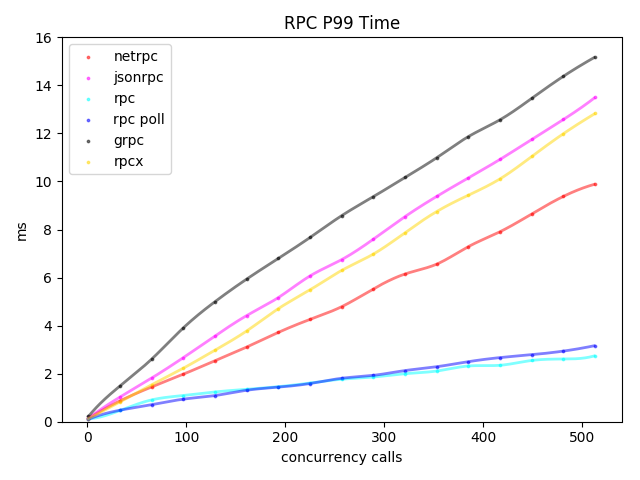 RPC P99 Time
16
14
12
10
8
6
4
2
0
ms
netrpc
jsonrpc
rpc
rpc poll
grpc
rpcx
0
100
200
300
400
500
concurrency calls